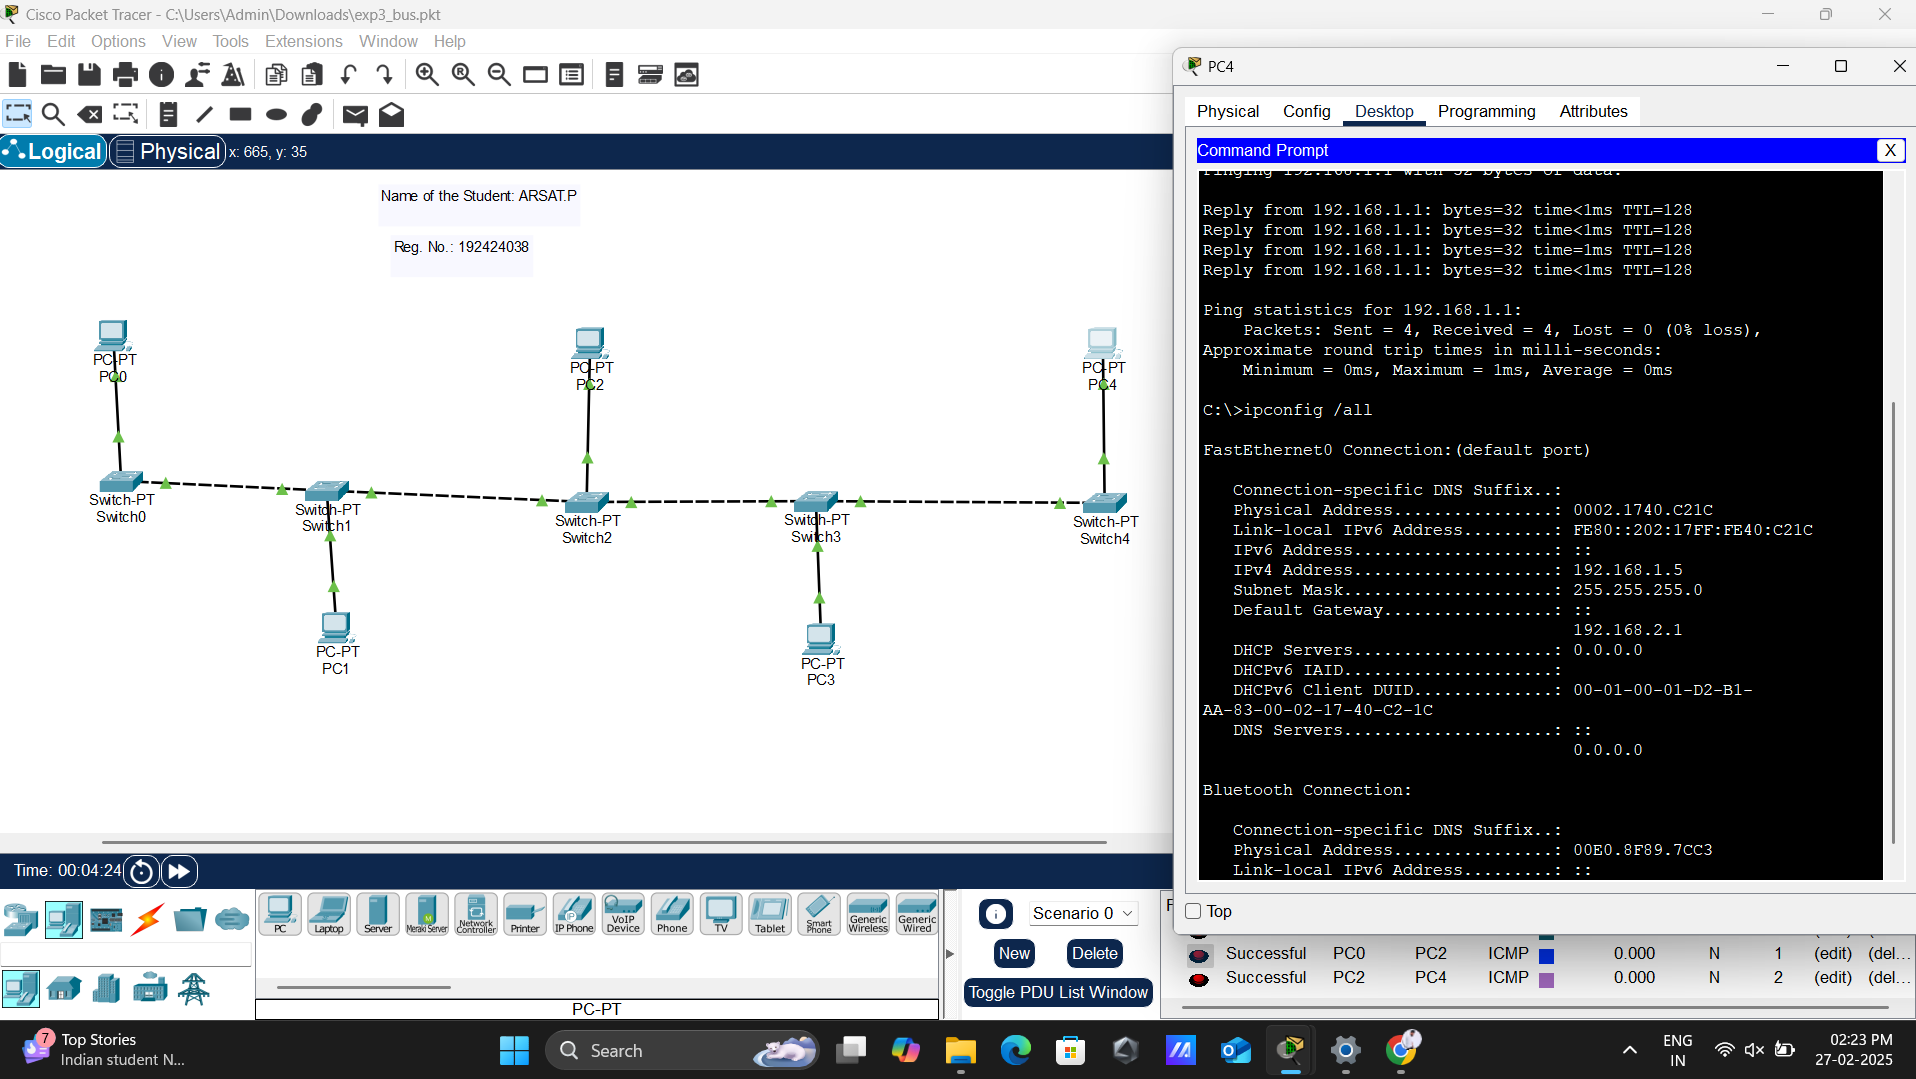 Cisco Packet Tracer - C:\Users\Admin\Downloads\exp3_bus.pkt
File Edit Options View Tools Extensions Window Help
Logical Physical x: 665, y: 35
Name of the Student: ARSAT.P
Reg. No.: 192424038
PC-PT
PC0
PC-PT
PC2
PC-PT
PC4
Switch-PT
Switch0
Switch-PT
Switch1
Switch-PT
Switch2
Switch-PT
Switch3
Switch-PT
Switch4
PC-PT
PC1
PC-PT
PC3
PC4
Physical Config Desktop Programming Attributes
Command Prompt X
Pinging 192.168.1.1 with 32 bytes of data:
Reply from 192.168.1.1: bytes=32 time<1ms TTL=128
Reply from 192.168.1.1: bytes=32 time<1ms TTL=128
Reply from 192.168.1.1: bytes=32 time=1ms TTL=128
Reply from 192.168.1.1: bytes=32 time<1ms TTL=128
Ping statistics for 192.168.1.1:
Packets: Sent = 4, Received = 4, Lost = 0 (0% loss),
Approximate round trip times in milli-seconds:
Minimum = 0ms, Maximum = 1ms, Average = 0ms
C:\>ipconfig /all
FastEthernet0 Connection:(default port)
Connection-specific DNS Suffix..:
Physical Address................: 0002.1740.C21C
Link-local IPv6 Address.........: FE80::202:17FF:FE40:C21C
IPv6 Address....................: ::
IPv4 Address....................: 192.168.1.5
Subnet Mask.....................: 255.255.255.0
Default Gateway.................: ::
192.168.2.1
DHCP Servers....................: 0.0.0.0
DHCPv6 IAID.....................:
DHCPv6 Client DUID..............: 00-01-00-01-D2-B1-
AA-83-00-02-17-40-C2-1C
DNS Servers.....................: ::
0.0.0.0
Bluetooth Connection:
Connection-specific DNS Suffix..:
Physical Address................: 00E0.8F89.7CC3
Link-local IPv6 Address.........: ::
Top
Time: 00:04:24
PC
Laptop
Server
Meraki Server
Network Controller
Printer
IP Phone
VoIP Device
Phone
TV
Tablet
Smart Phone
Generic Wireless
Generic Wired
PC-PT
Scenario 0
New Delete
Toggle PDU List Window
Successful PC0 PC2 ICMP 0.000 N 1 (edit) (del...
Successful PC2 PC4 ICMP 0.000 N 2 (edit) (del...
7
Top Stories
Indian student N...
Search
ENG
IN
02:23 PM
27-02-2025